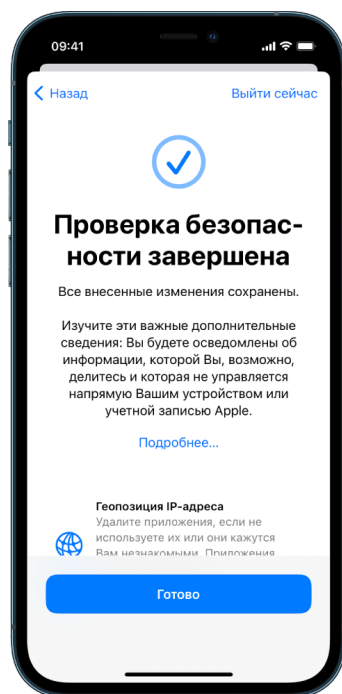 09:41
Назад
Выйти сейчас
Проверка безопас-
ности завершена
Все внесенные изменения сохранены.
Изучите эти важные дополнительные
сведения: Вы будете осведомлены об
информации, которой Вы, возможно,
делитесь и которая не управляется
напрямую Вашим устройством или
учетной записью Apple.
Подробнее...
Геопозиция IP-адреса
Удалите приложения, если не
используете их или они кажутся
Вам незнакомыми. Приложения
Готово